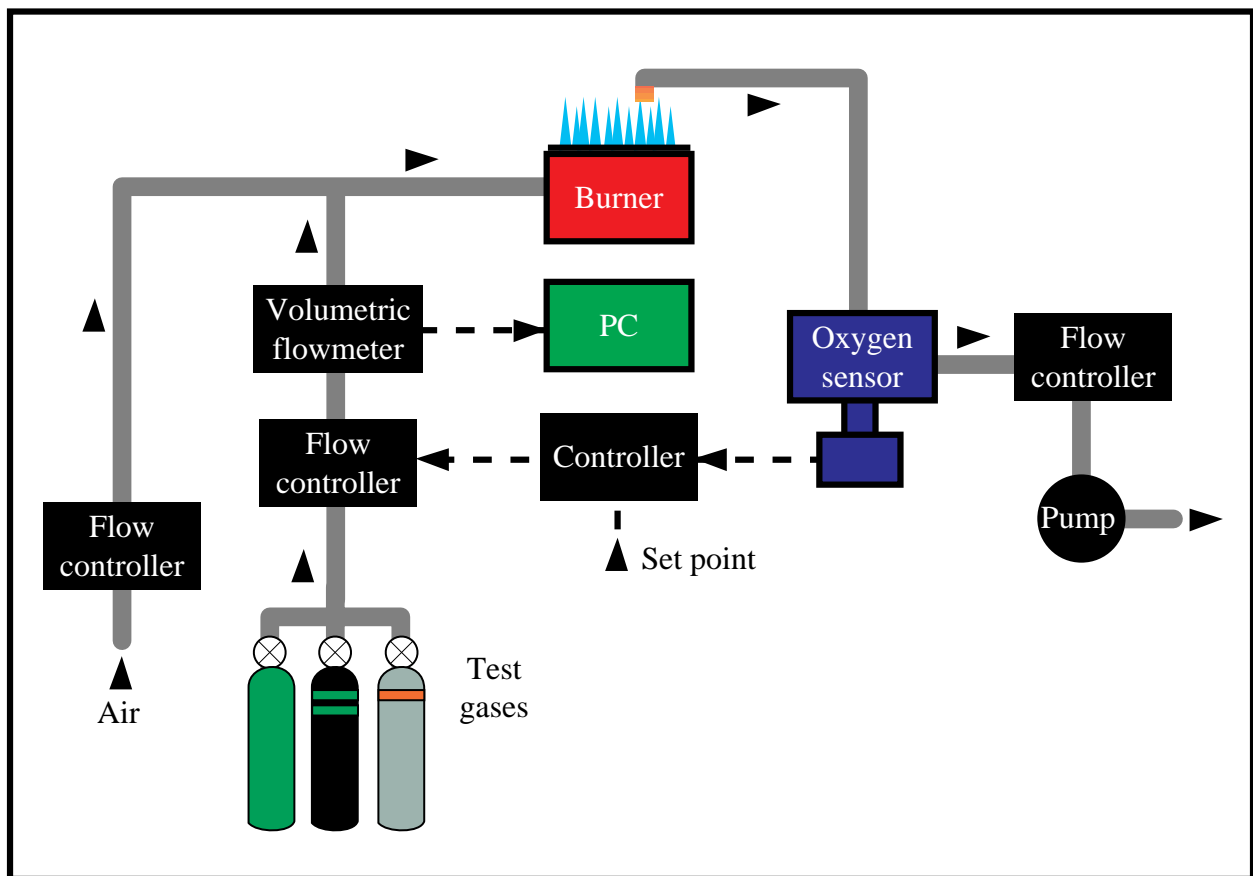 Burner
Volumetric
flowmeter
PC
Oxygen
sensor
Flow
controller
Flow
controller
Controller
Flow
controller
Pump
Set point
Test
gases
Air